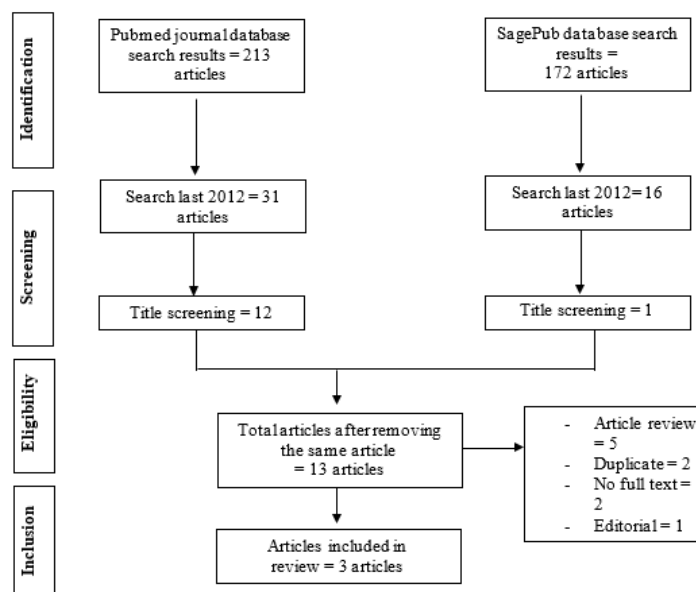 Identification
Pubmed journal database
search results = 213
articles
SagePub database search
results =
172 articles
Screening
Search last 2012 = 31
articles
Search last 2012= 16
articles
Title screening = 12
Title screening = 1
Eligibility
Total articles after removing
the same article
= 13 articles
- Article review
= 5
- Duplicate = 2
- No full text =
2
- Editorial = 1
Inclusion
Articles included in
review = 3 articles